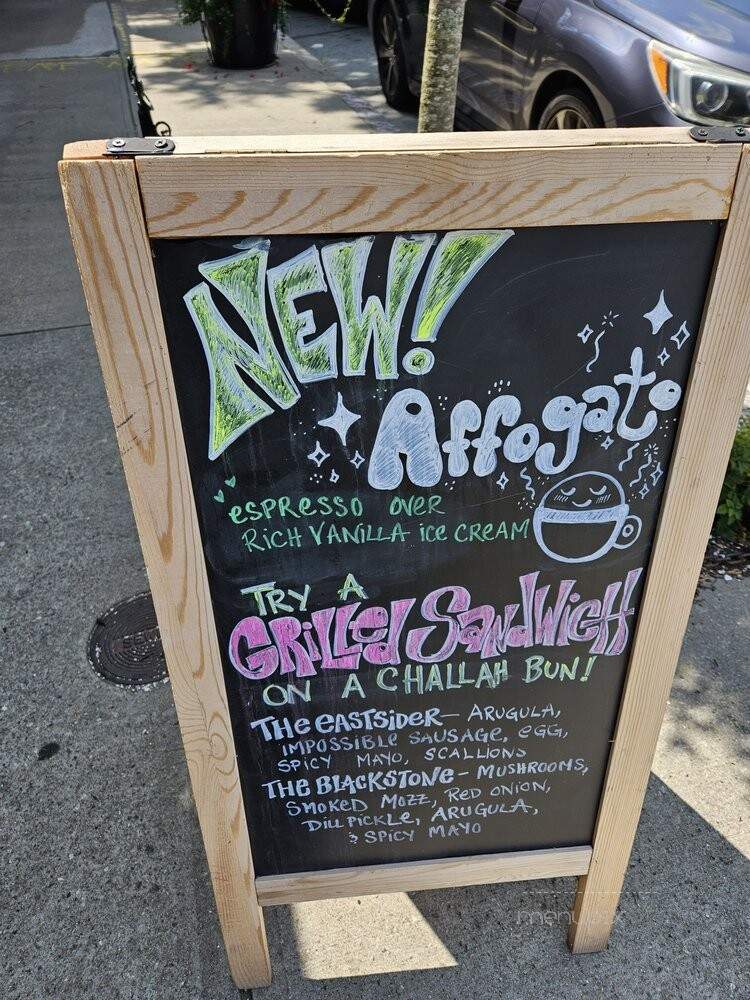 NEW!
Affogato
ESPRESSO OVER
RICH VANILLA ICE CREAM
TRY A
GRILLED SANDWICH
ON A CHALLAH BUN!
THE EASTSIDER— ARUGULA,
IMPOSSIBLE SAUSAGE, EGG,
SPICY MAYO, SCALLIONS
THE BLACKSTONE- MUSHROOMS,
SMOKED MOZZ, RED ONION,
DILL PICKLE, ARUGULA,
& SPICY MAYO